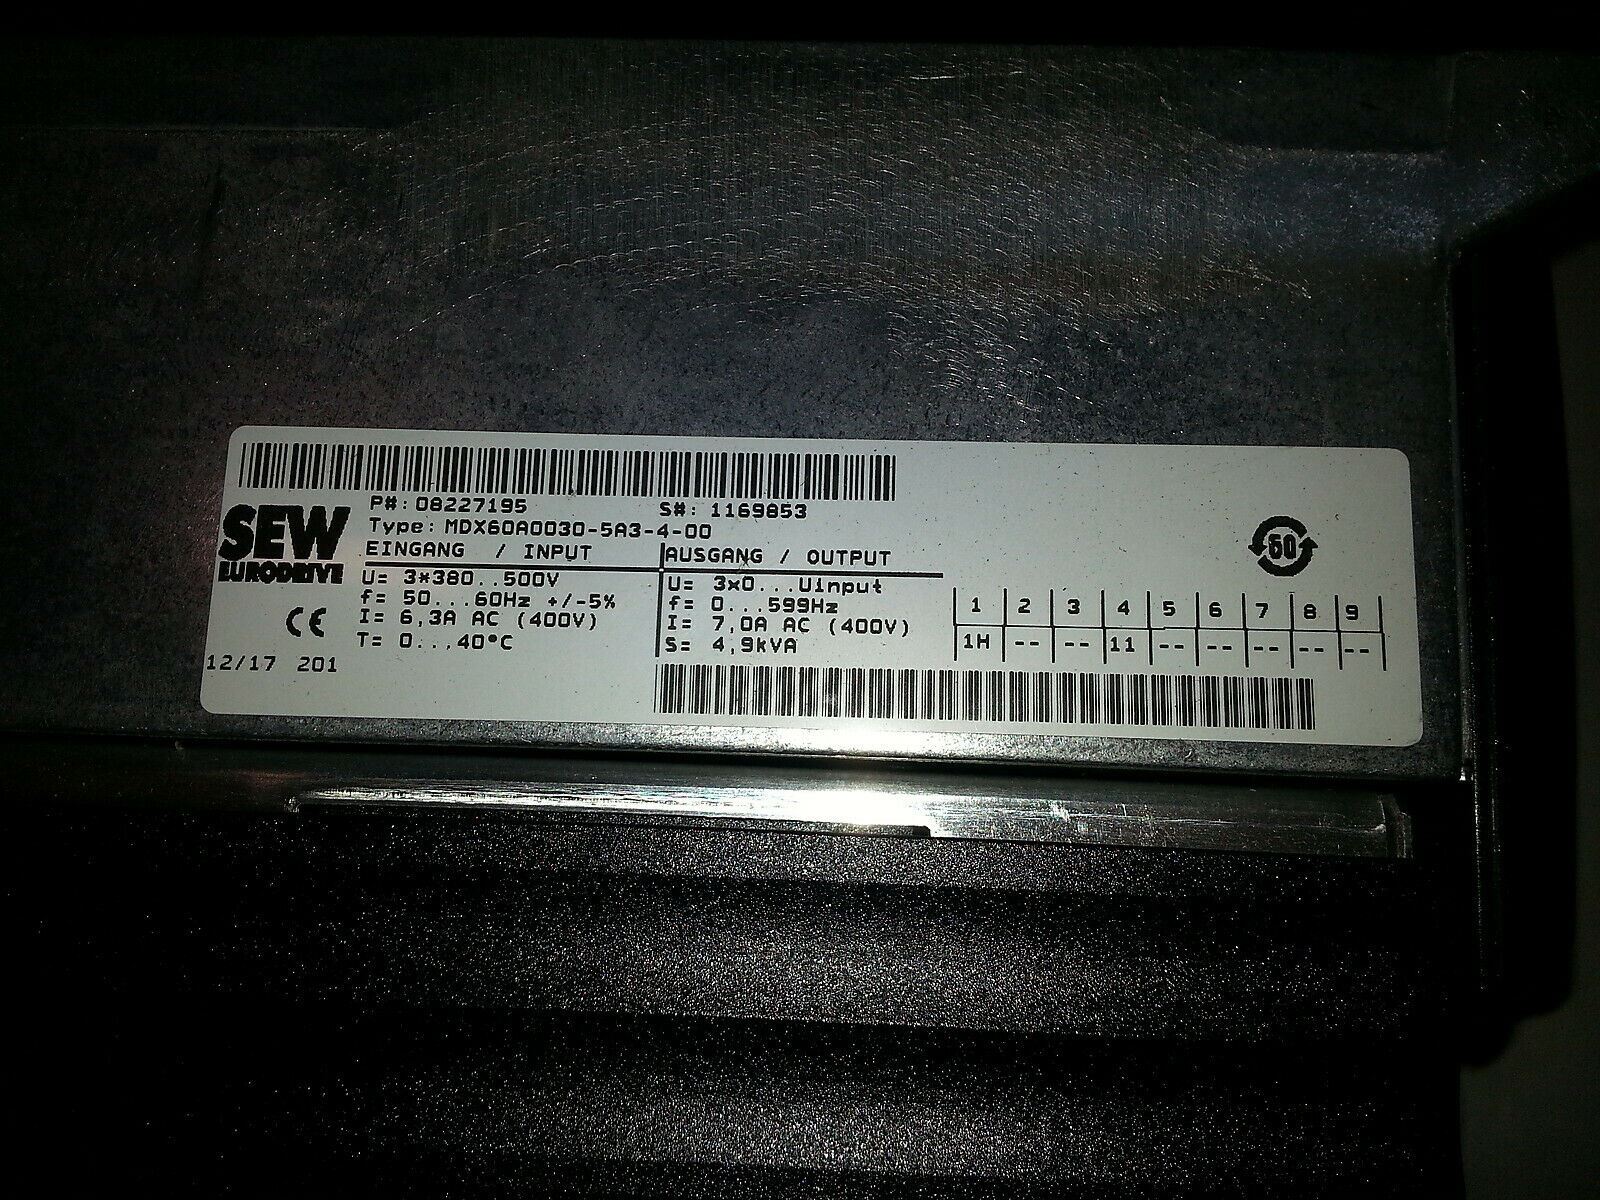 P#: 08227195 S#: 1169853
Type: MDX60A0030-5A3-4-00
SEW
EURODRIVE
EINGANG / INPUT
U= 3*380..500V
f= 50...60Hz +/-5%
I= 6,3A AC (400V)
T= 0...40°C
AUSGANG / OUTPUT
U= 3x0...Uinput
f= 0...599Hz
I= 7,0A AC (400V)
S= 4,9kVA
CE
12/17 201
50
1 2 3 4 5 6 7 8 9
1H -- -- 11 -- -- -- -- --